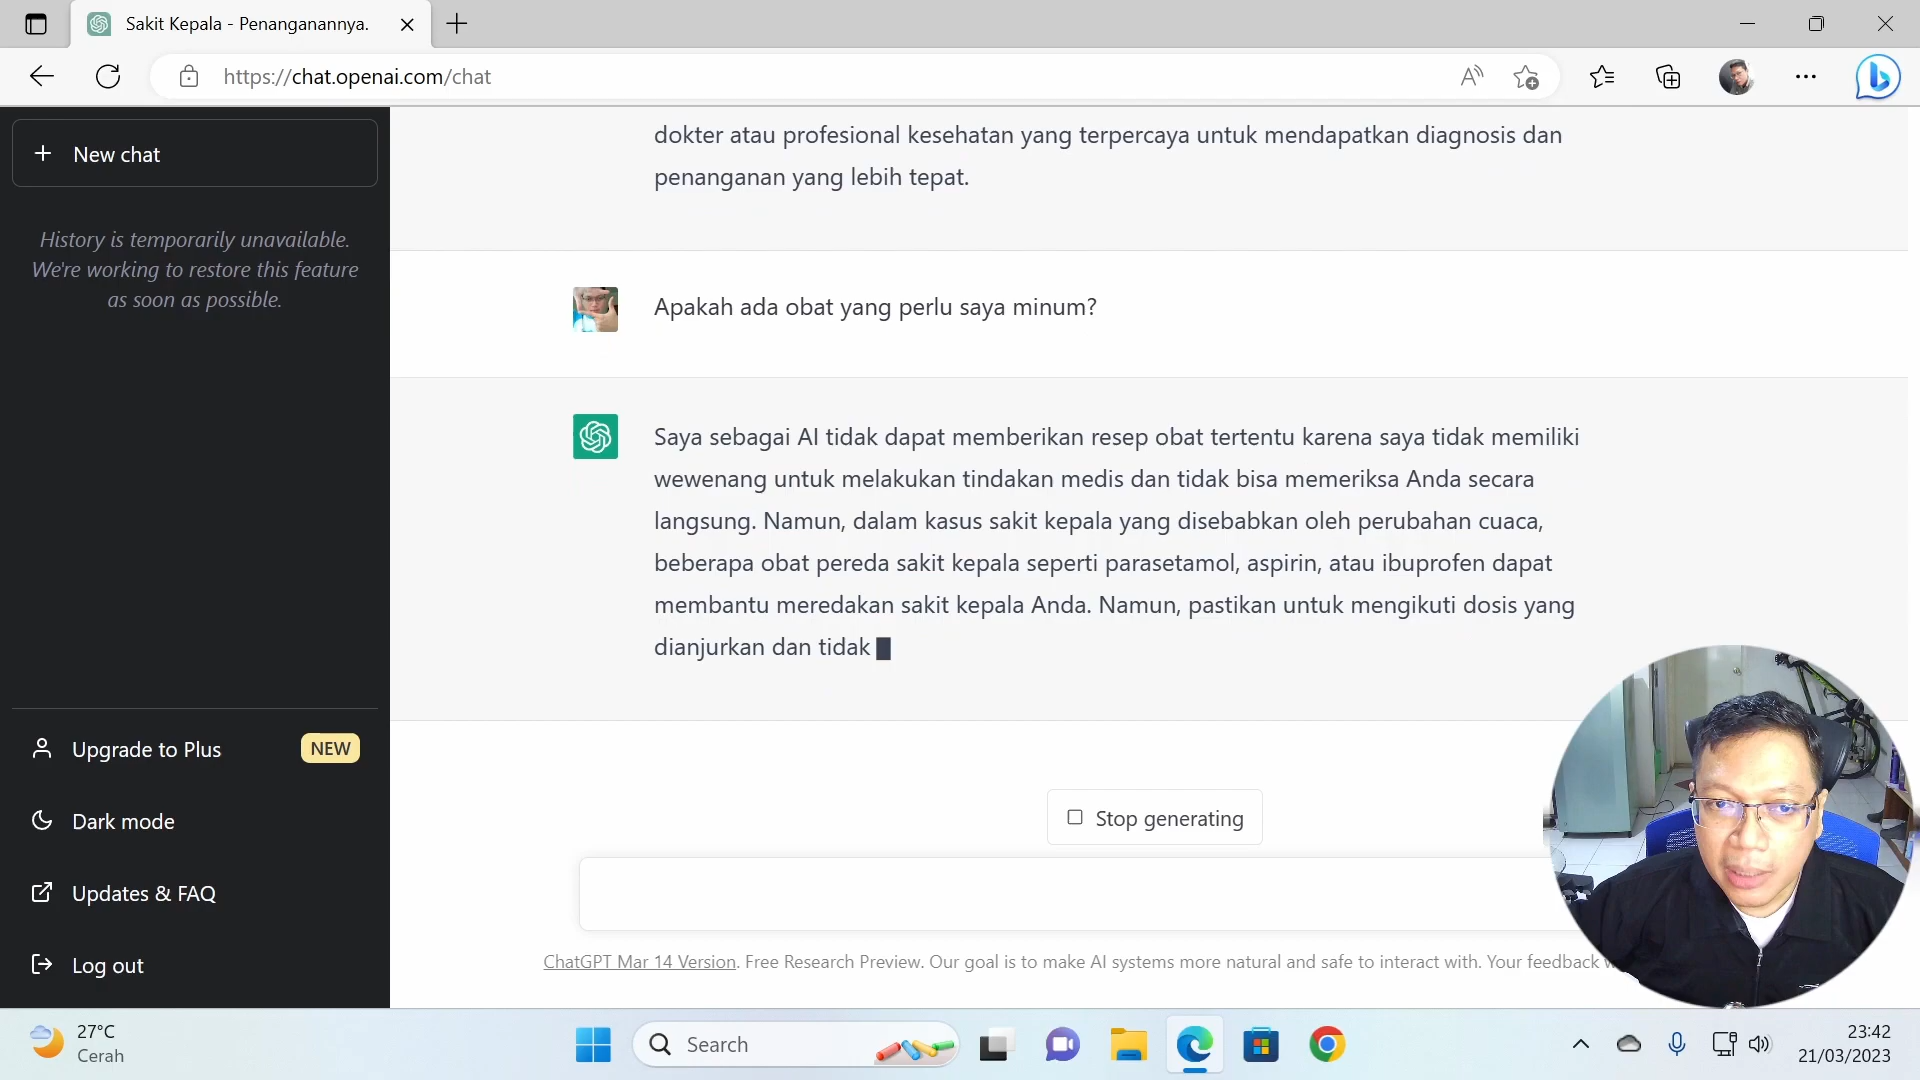 Sakit Kepala - Penanganannya.
https://chat.openai.com/chat
New chat
History is temporarily unavailable.
We're working to restore this feature
as soon as possible.
Upgrade to Plus NEW
Dark mode
Updates & FAQ
Log out
dokter atau profesional kesehatan yang terpercaya untuk mendapatkan diagnosis dan
penanganan yang lebih tepat.
Apakah ada obat yang perlu saya minum?
Saya sebagai AI tidak dapat memberikan resep obat tertentu karena saya tidak memiliki
wewenang untuk melakukan tindakan medis dan tidak bisa memeriksa Anda secara
langsung. Namun, dalam kasus sakit kepala yang disebabkan oleh perubahan cuaca,
beberapa obat pereda sakit kepala seperti parasetamol, aspirin, atau ibuprofen dapat
membantu meredakan sakit kepala Anda. Namun, pastikan untuk mengikuti dosis yang
dianjurkan dan tidak
Stop generating
ChatGPT Mar 14 Version. Free Research Preview. Our goal is to make AI systems more natural and safe to interact with. Your feedback
27°C
Cerah
Search
23:42
21/03/2023